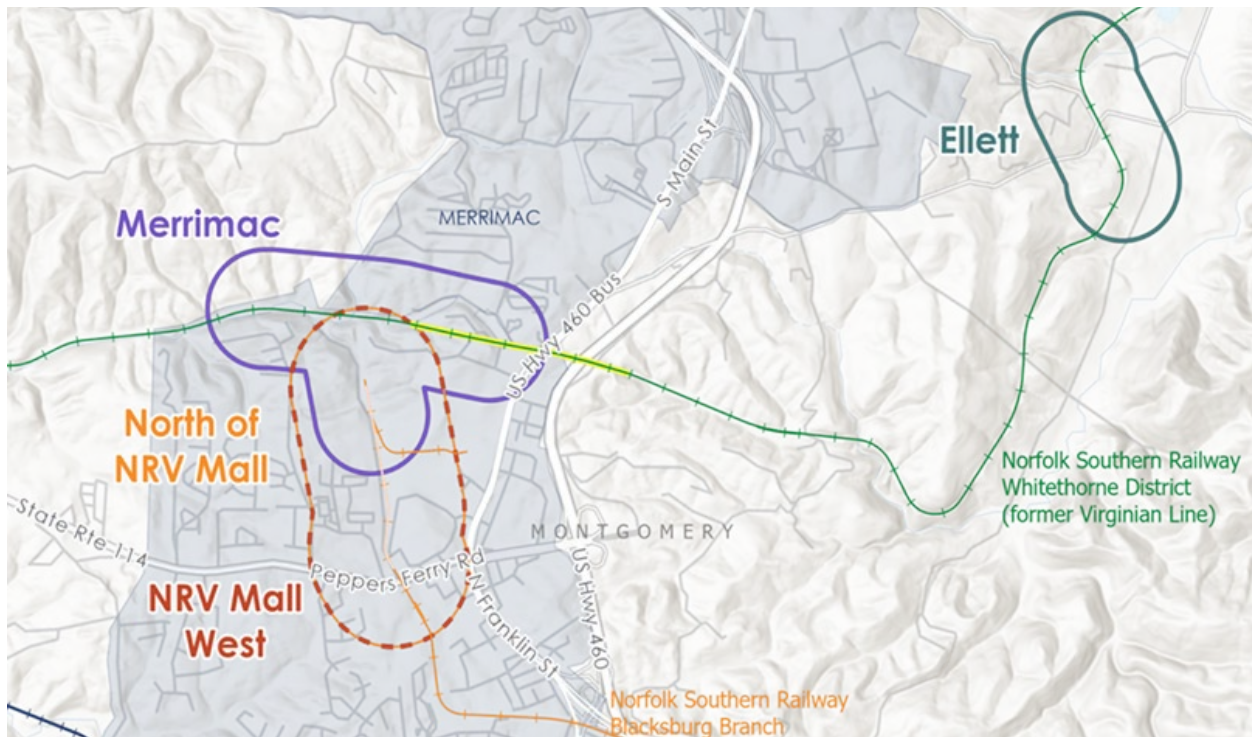 S Main St
Ellett
Merrimac
MERRIMAC
US Hwy 460 Bus
North of
NRV Mall
Norfolk Southern Railway
Whitethorne District
(former Virginian Line)
State Rte 114
MONTGOMERY
Peppers Ferry Rd
US Hwy 460
NRV Mall
West
N Franklin St
Norfolk Southern Railway
Blacksburg Branch